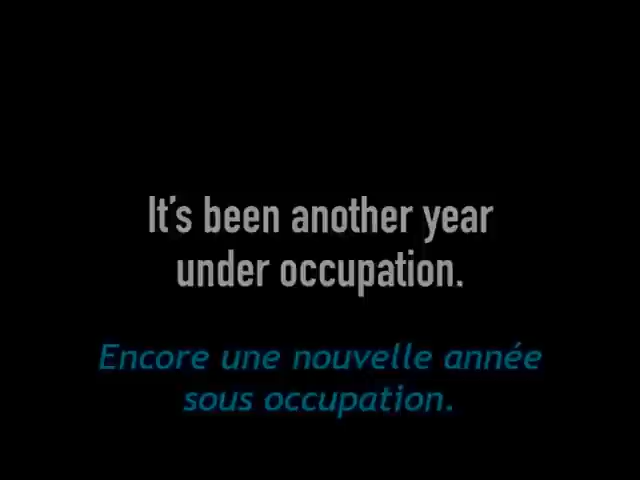 It's been another year
under occupation.
Encore une nouvelle année
sous occupation.